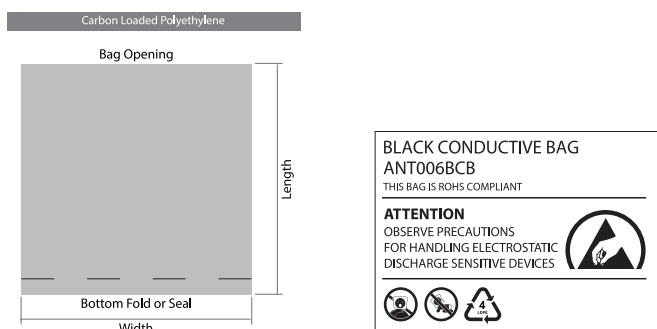 Carbon Loaded Polyethylene
Bag Opening
Length
Bottom Fold or Seal
Width
BLACK CONDUCTIVE BAG
ANT006BCB
THIS BAG IS ROHS COMPLIANT
ATTENTION
OBSERVE PRECAUTIONS
FOR HANDLING ELECTROSTATIC
DISCHARGE SENSITIVE DEVICES
4
LDPE